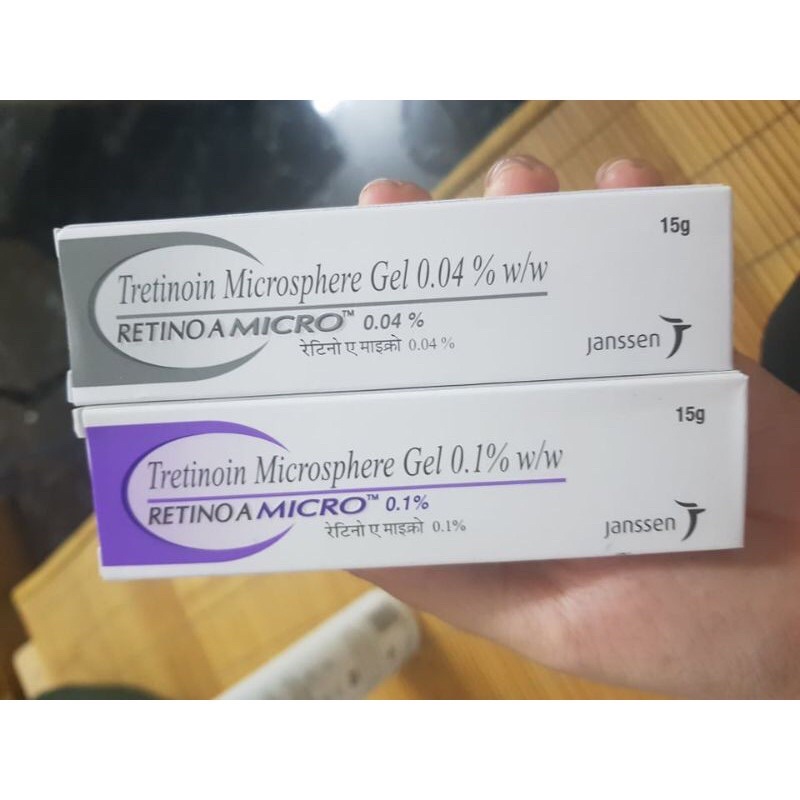 15g
Tretinoin Microsphere Gel 0.04 % w/w
RETINO A MICRO™ 0.04 %
रेटिनो ए माइक्रो 0.04 %
janssen
15g
Tretinoin Microsphere Gel 0.1% w/w
RETINO A MICRO™ 0.1%
रेटिनो ए माइक्रो 0.1%
janssen